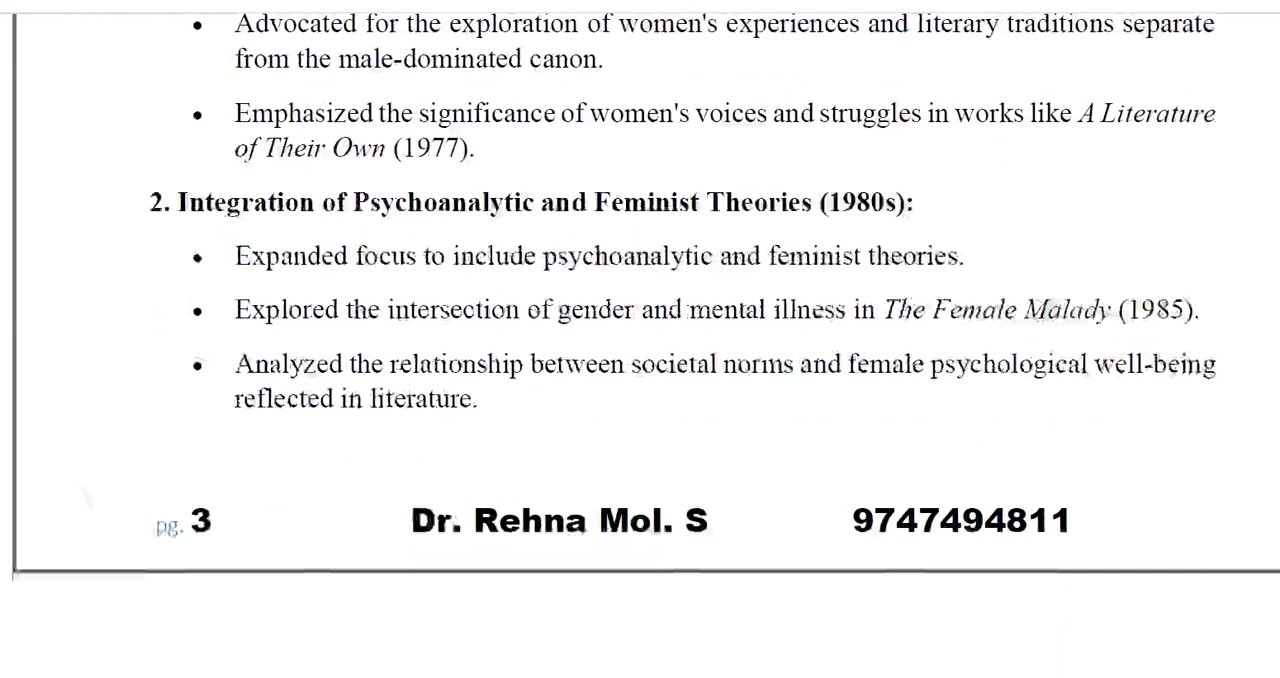 • Advocated for the exploration of women's experiences and literary traditions separate
from the male-dominated canon.
• Emphasized the significance of women's voices and struggles in works like A Literature
of Their Own (1977).
2. Integration of Psychoanalytic and Feminist Theories (1980s):
• Expanded focus to include psychoanalytic and feminist theories.
• Explored the intersection of gender and mental illness in The Female Malady (1985).
• Analyzed the relationship between societal norms and female psychological well-being
reflected in literature.
pg. 3 Dr. Rehna Mol. S 9747494811